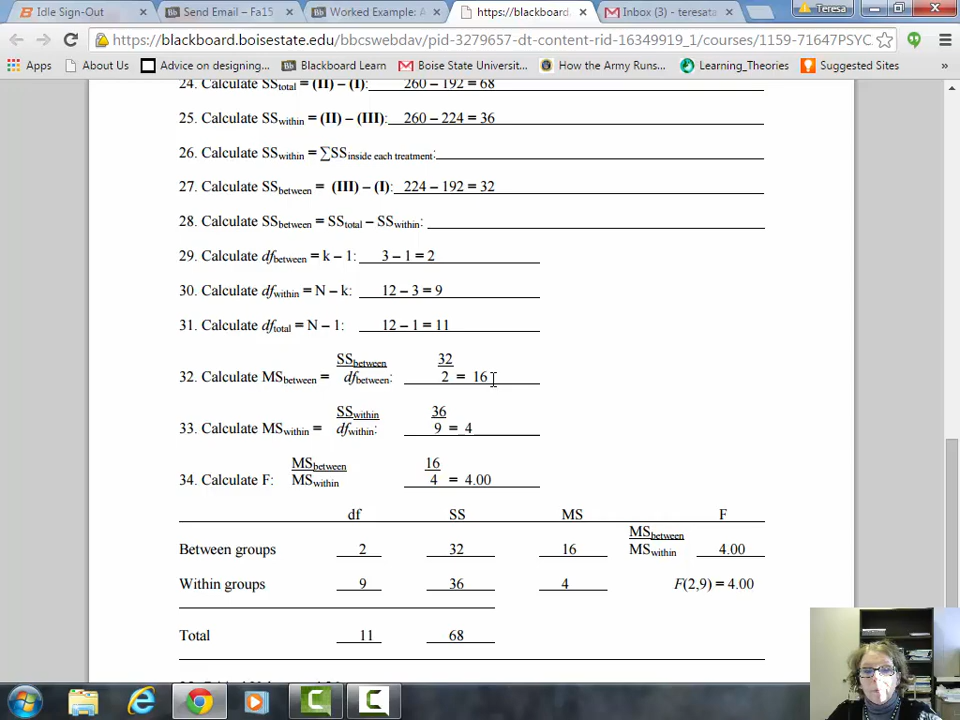 Idle Sign-Out
Send Email – Fa15
Worked Example: A
https://blackboard
Inbox (3) - teresata
Teresa
https://blackboard.boisestate.edu/bbcswebdav/pid-3279657-dt-content-rid-16349919_1/courses/1159-71647PSYC
Apps About Us Advice on designing... Blackboard Learn Boise State Universit... How the Army Runs... Learning_Theories Suggested Sites »
24. Calculate SStotal = (II) – (I): 260 – 192 = 68
25. Calculate SSwithin = (II) – (III): 260 – 224 = 36
26. Calculate SSwithin = ∑SSinside each treatment:
27. Calculate SSbetween = (III) – (I): 224 – 192 = 32
28. Calculate SSbetween = SStotal – SSwithin:
29. Calculate dfbetween = k – 1: 3 – 1 = 2
30. Calculate dfwithin = N – k: 12 – 3 = 9
31. Calculate dftotal = N – 1: 12 – 1 = 11
SSbetween 32
32. Calculate MSbetween = dfbetween: 2 = 16
SSwithin 36
33. Calculate MSwithin = dfwithin: 9 = 4
MSbetween 16
34. Calculate F: MSwithin 4 = 4.00
df SS MS F
MSbetween
Between groups 2 32 16 MSwithin 4.00
Within groups 9 36 4 F(2,9) = 4.00
Total 11 68